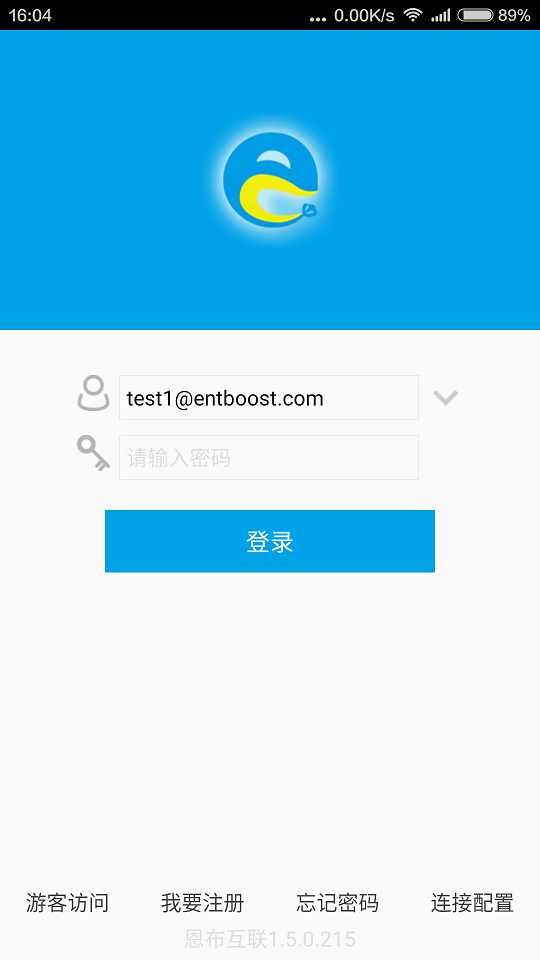 16:04 ... 0.00K/s 89%
test1@entboost.com
请输入密码
登录
游客访问 我要注册 忘记密码 连接配置
恩布互联1.5.0.215